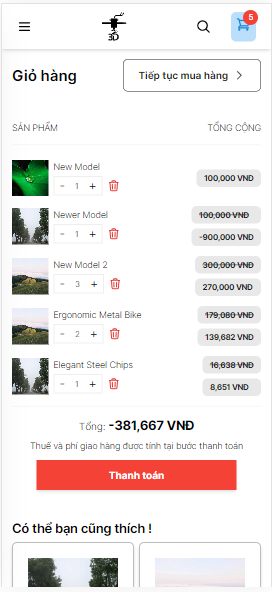 3D
5
Giỏ hàng
Tiếp tục mua hàng
SẢN PHẨM
TỔNG CỘNG
New Model
- 1 +
100,000 VNĐ
Newer Model
- 1 +
100,000 VNĐ
-900,000 VNĐ
New Model 2
- 3 +
300,000 VNĐ
270,000 VNĐ
Ergonomic Metal Bike
- 2 +
179,080 VNĐ
139,682 VNĐ
Elegant Steel Chips
- 1 +
16,638 VNĐ
8,651 VNĐ
Tổng: -381,667 VNĐ
Thuế và phí giao hàng được tính tại bước thanh toán
Thanh toán
Có thể bạn cũng thích !